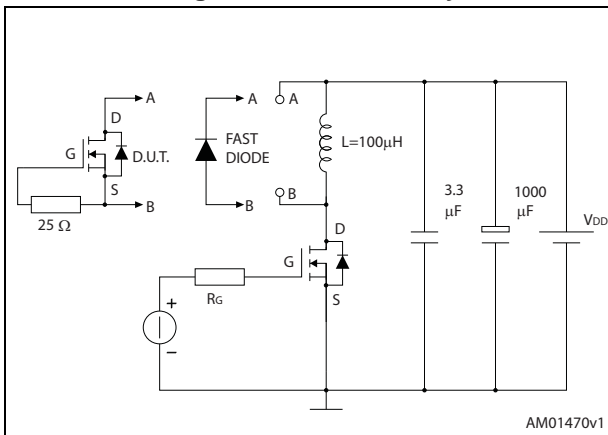 A
D
G
D.U.T.
S
B
25 Ω
A
FAST
DIODE
B
A
L=100μH
B
D
G
S
RG
+
–
3.3
μF
1000
μF
VDD
AM01470v1